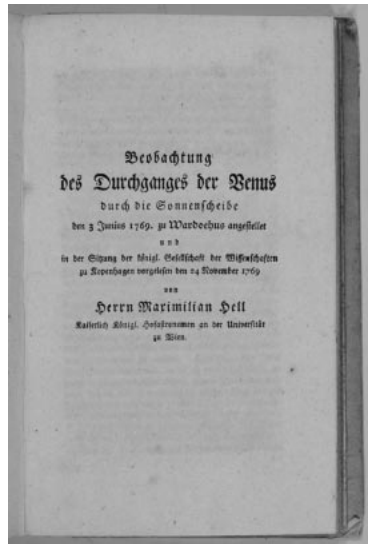 Beobachtung
des Durchganges der Venus
durch die Sonnenscheibe
den 3 Junius 1769. zu Wardoehus angestellet
und
in der Sitzung der königl. Gesellschaft der Wissenschaften
zu Kopenhagen vorgelesen den 24 November 1769
von
Herrn Maximilian Hell
Kaiserlich Königl. Hofastronomen an der Universität
zu Wien.